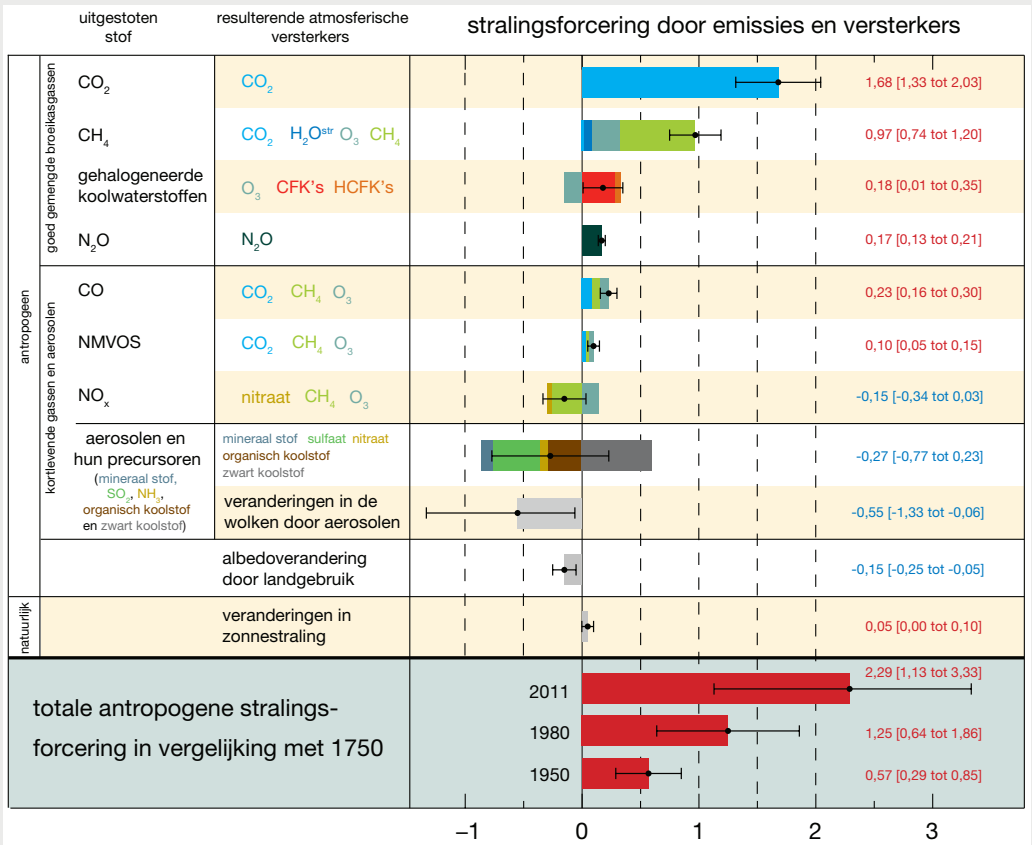 uitgestoten
stof
resulterende atmosferische
versterkers
stralingsforcering door emissies en versterkers
antropogeen
goed gemengde broeikasgassen
CO₂
CO₂
1,68 [1,33 tot 2,03]
CH₄
CO₂ H₂Oˢᵗʳ O₃ CH₄
0,97 [0,74 tot 1,20]
gehalogeneerde
koolwaterstoffen
O₃ CFK's HCFK's
0,18 [0,01 tot 0,35]
N₂O
N₂O
0,17 [0,13 tot 0,21]
kortlevende gassen en aerosolen
CO
CO₂ CH₄ O₃
0,23 [0,16 tot 0,30]
NMVOS
CO₂ CH₄ O₃
0,10 [0,05 tot 0,15]
NOₓ
nitraat CH₄ O₃
-0,15 [-0,34 tot 0,03]
aerosolen en
hun precursoren
(mineraal stof,
SO₂, NH₃,
organisch koolstof
en zwart koolstof)
mineraal stof sulfaat nitraat
organisch koolstof
zwart koolstof
-0,27 [-0,77 tot 0,23]
veranderingen in de
wolken door aerosolen
-0,55 [-1,33 tot -0,06]
albedoverandering
door landgebruik
-0,15 [-0,25 tot -0,05]
natuurlijk
veranderingen in
zonnestraling
0,05 [0,00 tot 0,10]
totale antropogene stralings-
forcering in vergelijking met 1750
2011
2,29 [1,13 tot 3,33]
1980
1,25 [0,64 tot 1,86]
1950
0,57 [0,29 tot 0,85]
−1 0 1 2 3